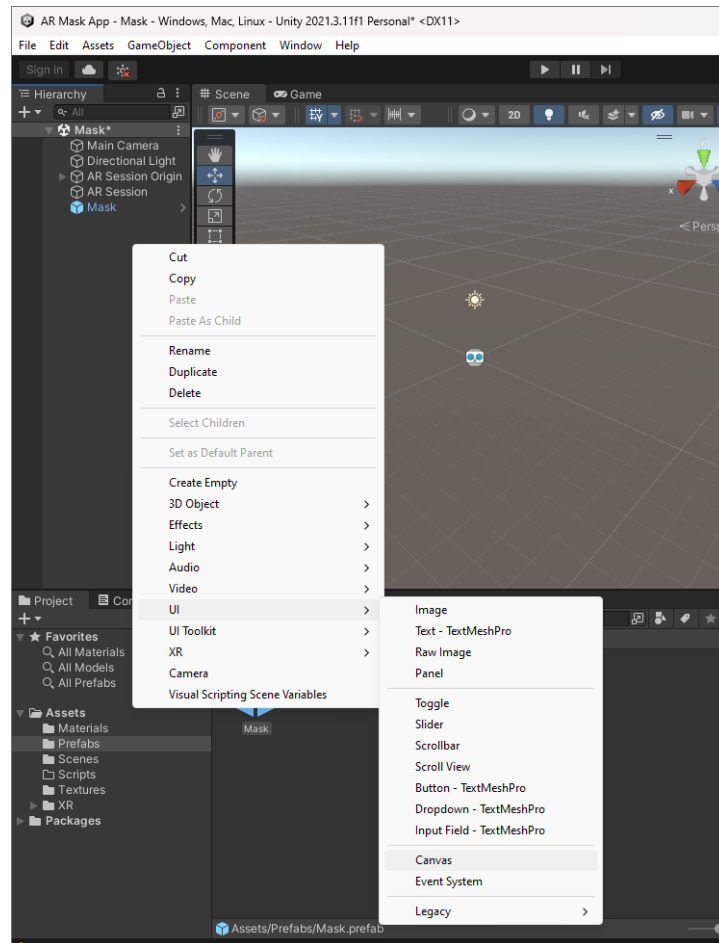 AR Mask App - Mask - Windows, Mac, Linux - Unity 2021.3.11f1 Personal* <DX11>
File Edit Assets GameObject Component Window Help
Sign in
Hierarchy
# Scene Game
All
2D
Mask*
Main Camera
Directional Light
AR Session Origin
AR Session
Mask
x
Persp
Cut
Copy
Paste
Paste As Child
Rename
Duplicate
Delete
Select Children
Set as Default Parent
Create Empty
3D Object
Effects
Light
Audio
Video
UI
UI Toolkit
XR
Camera
Visual Scripting Scene Variables
Image
Text - TextMeshPro
Raw Image
Panel
Toggle
Slider
Scrollbar
Scroll View
Button - TextMeshPro
Dropdown - TextMeshPro
Input Field - TextMeshPro
Canvas
Event System
Legacy
Project Con
Favorites
All Materials
All Models
All Prefabs
Assets
Materials
Prefabs
Scenes
Scripts
Textures
XR
Packages
Mask
Assets/Prefabs/Mask.prefab